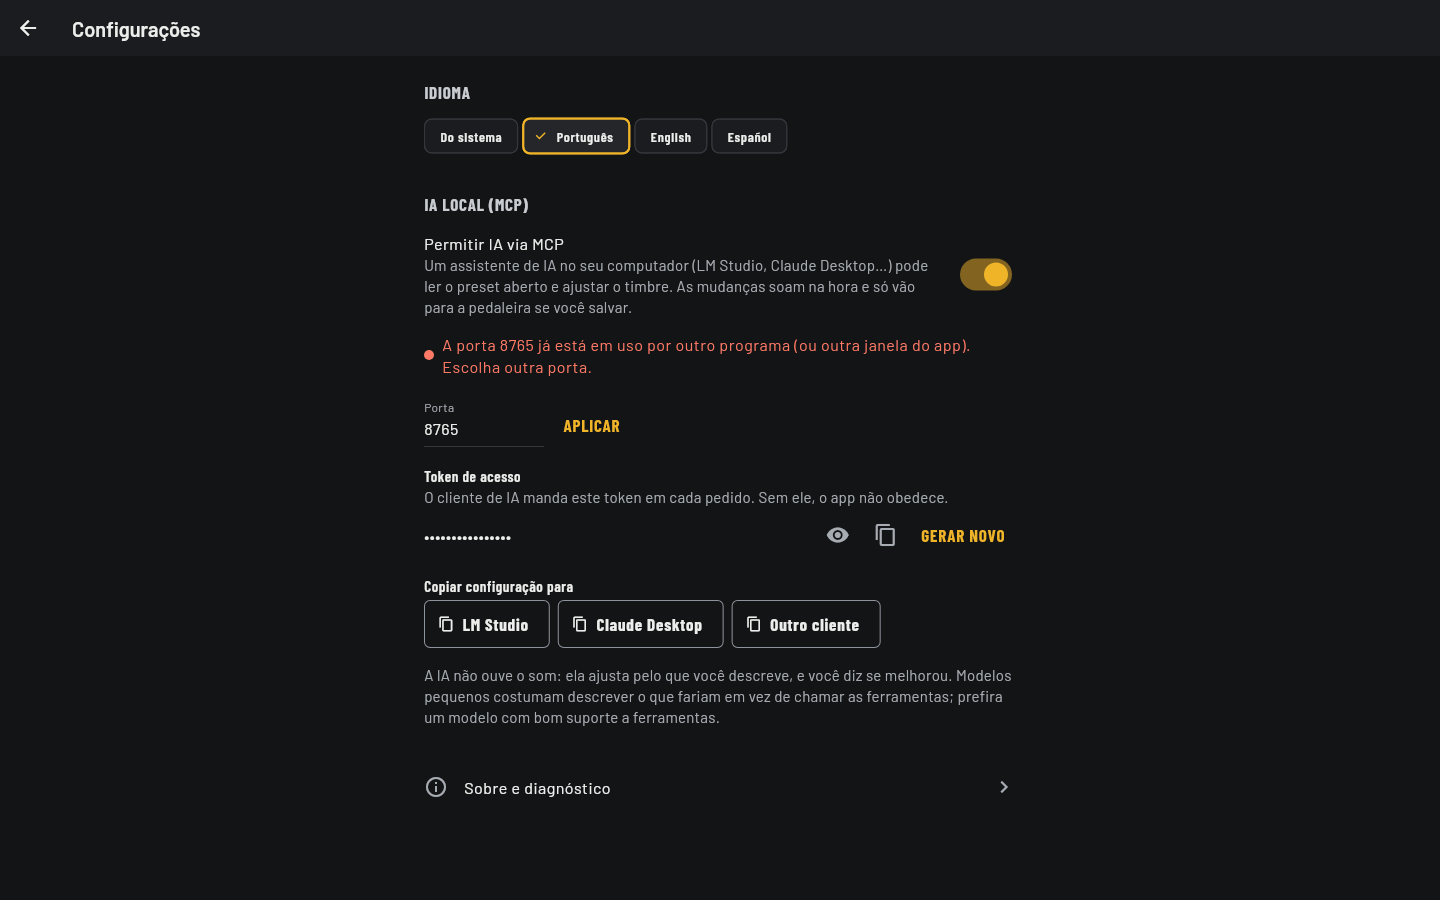 Configurações
IDIOMA
Do sistema
Português
English
Español
IA LOCAL (MCP)
Permitir IA via MCP
Um assistente de IA no seu computador (LM Studio, Claude Desktop...) pode
ler o preset aberto e ajustar o timbre. As mudanças soam na hora e só vão
para a pedaleira se você salvar.
A porta 8765 já está em uso por outro programa (ou outra janela do app).
Escolha outra porta.
Porta
8765
APLICAR
Token de acesso
O cliente de IA manda este token em cada pedido. Sem ele, o app não obedece.
••••••••••••••••
GERAR NOVO
Copiar configuração para
LM Studio
Claude Desktop
Outro cliente
A IA não ouve o som: ela ajusta pelo que você descreve, e você diz se melhorou. Modelos
pequenos costumam descrever o que fariam em vez de chamar as ferramentas; prefira
um modelo com bom suporte a ferramentas.
Sobre e diagnóstico